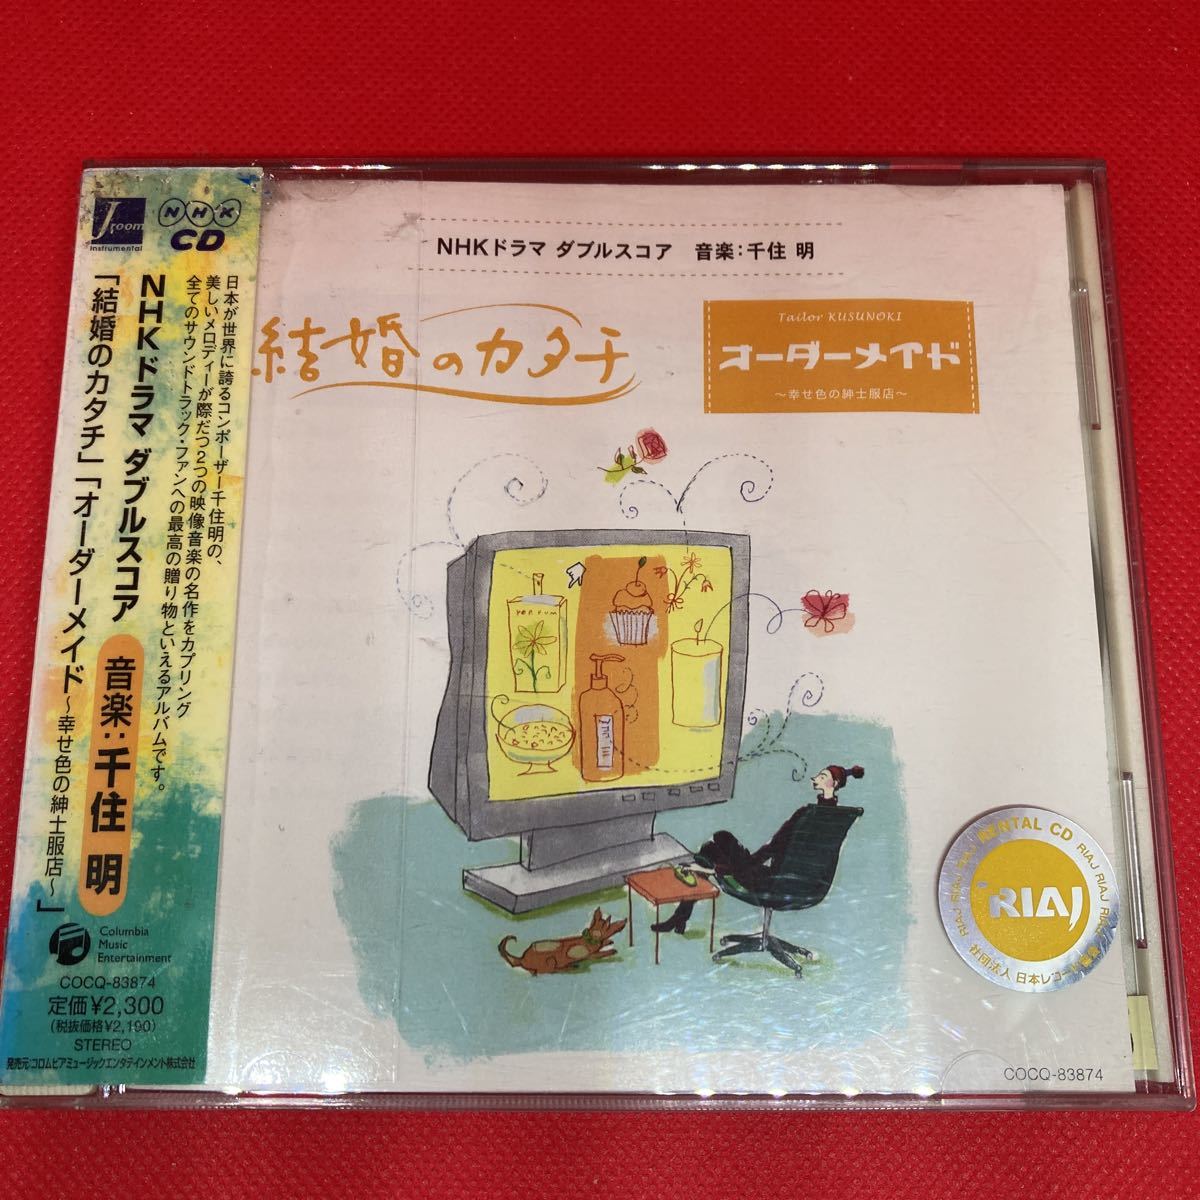 J room
instrumental
NHK
CD
日本が世界に誇るコンポーザー千住明の、
美しいメロディーが際だつ2つの映像音楽の名作をカプリング
全てのサウンドトラック・ファンへの最高の贈り物といえるアルバムです。
NHKドラマ ダブルスコア 音楽:千住 明
「結婚のカタチ」「オーダーメイド~幸せ色の紳士服店~」
Columbia
Music
Entertainment
COCQ-83874
定価¥2,300
(税抜価格¥2,190)
STEREO
発売元:コロムビアミュージックエンタテインメント株式会社
NHKドラマ ダブルスコア 音楽:千住 明
結婚のカタチ
Tailor KUSUNOKI
オーダーメイド
~幸せ色の紳士服店~
RENTAL CD
RIAJ RIAJ RIAJ
RIAJ RIAJ
RIAJ
社団法人 日本レコード協会
COCQ-83874